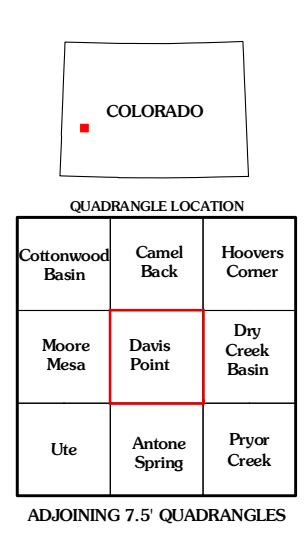 COLORADO
QUADRANGLE LOCATION
Cottonwood
Basin
Camel
Back
Hoovers
Corner
Moore
Mesa
Davis
Point
Dry
Creek
Basin
Ute
Antone
Spring
Pryor
Creek
ADJOINING 7.5' QUADRANGLES